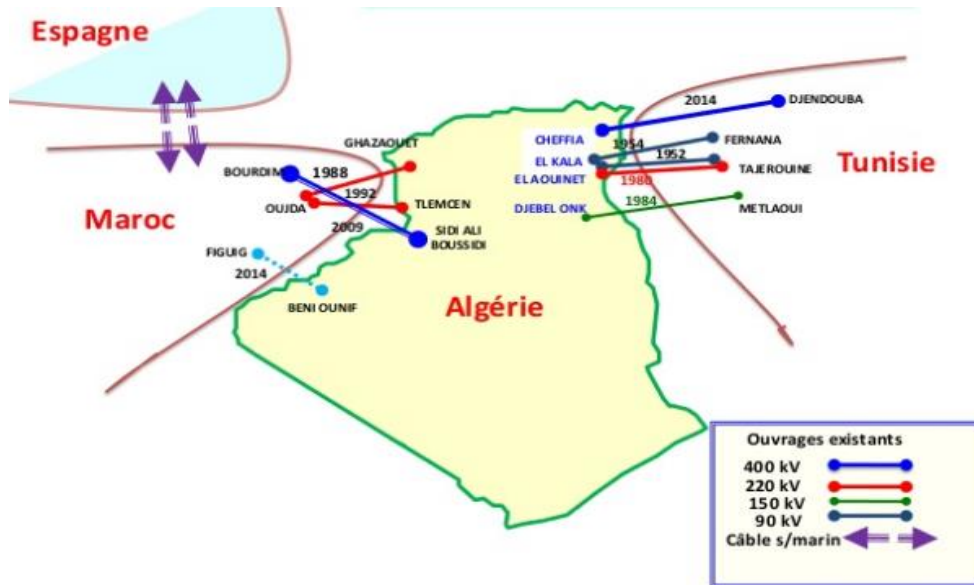 Espagne
2014
DJENDOUBA
CHEFFIA
1954
FERNANA
GHAZAOUET
EL KALA
1952
Tunisie
BOURDIM
1988
ELAOUINET
1980
TAJEROUINE
Maroc
1992
OUJDA
TLEMCEN
DJEBEL ONK
1984
METLAOUI
2009
SIDI ALI
BOUSSIDI
FIGUIG
2014
BENI OUNIF
Algérie
Ouvrages existants
400 kV
220 kV
150 kV
90 kV
Câble s/marin